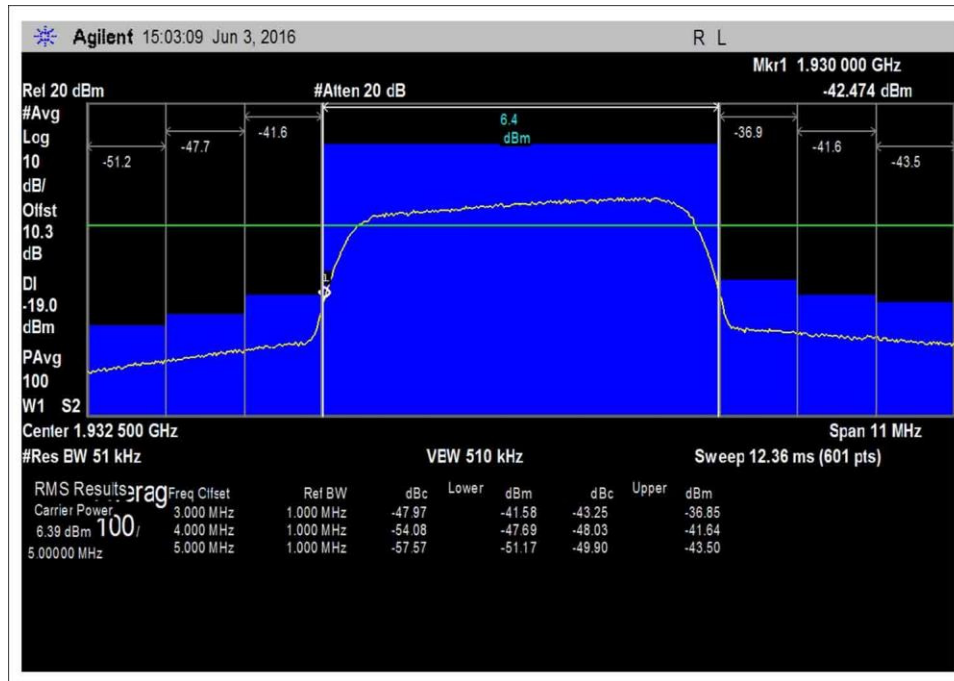 Agilent 15:03:09 Jun 3, 2016 R L
Mkr1 1.930 000 GHz
Ref 20 dBm #Atten 20 dB -42.474 dBm
#Avg
Log
10
dB/
Offst
10.3
dB
DI
-19.0
dBm
PAvg
100
W1 S2
-51.2 -47.7 -41.6 6.4 dBm -36.9 -41.6 -43.5
1
Center 1.932 500 GHz Span 11 MHz
#Res BW 51 kHz VBW 510 kHz Sweep 12.36 ms (601 pts)
RMS Results Freq Offset Ref BW dBc Lower dBm dBc Upper dBm
Carrier Power 3.000 MHz 1.000 MHz -47.97 -41.58 -43.25 -36.85
6.39 dBm / 100/ 4.000 MHz 1.000 MHz -54.08 -47.69 -48.03 -41.64
5.00000 MHz 5.000 MHz 1.000 MHz -57.57 -51.17 -49.90 -43.50